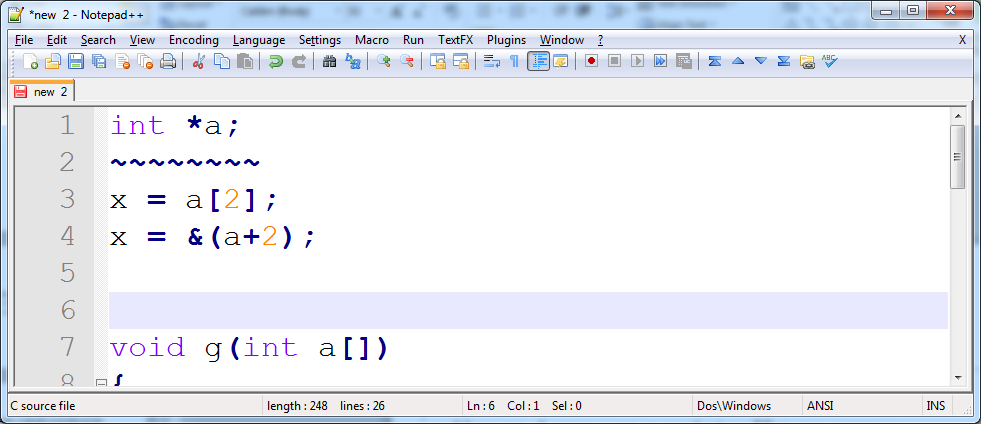 *new 2 - Notepad++
File Edit Search View Encoding Language Settings Macro Run TextFX Plugins Window ? X
new 2
1 int *a;
2 ~~~~~~~~
3 x = a[2];
4 x = &(a+2);
5
6
7 void g(int a[])
8 {
C source file length : 248 lines : 26 Ln : 6 Col : 1 Sel : 0 Dos\Windows ANSI INS